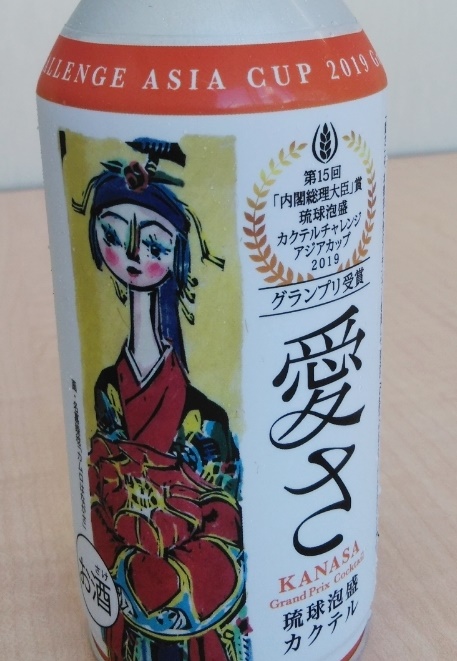 ALLENGE ASIA CUP 2019 G
第15回
「内閣総理大臣」賞
琉球泡盛
カクテルチャレンジ
アジアカップ
2019
グランプリ受賞
愛さ
KANASA
Grand Prix Cocktail
琉球泡盛
カクテル
さけ
お酒